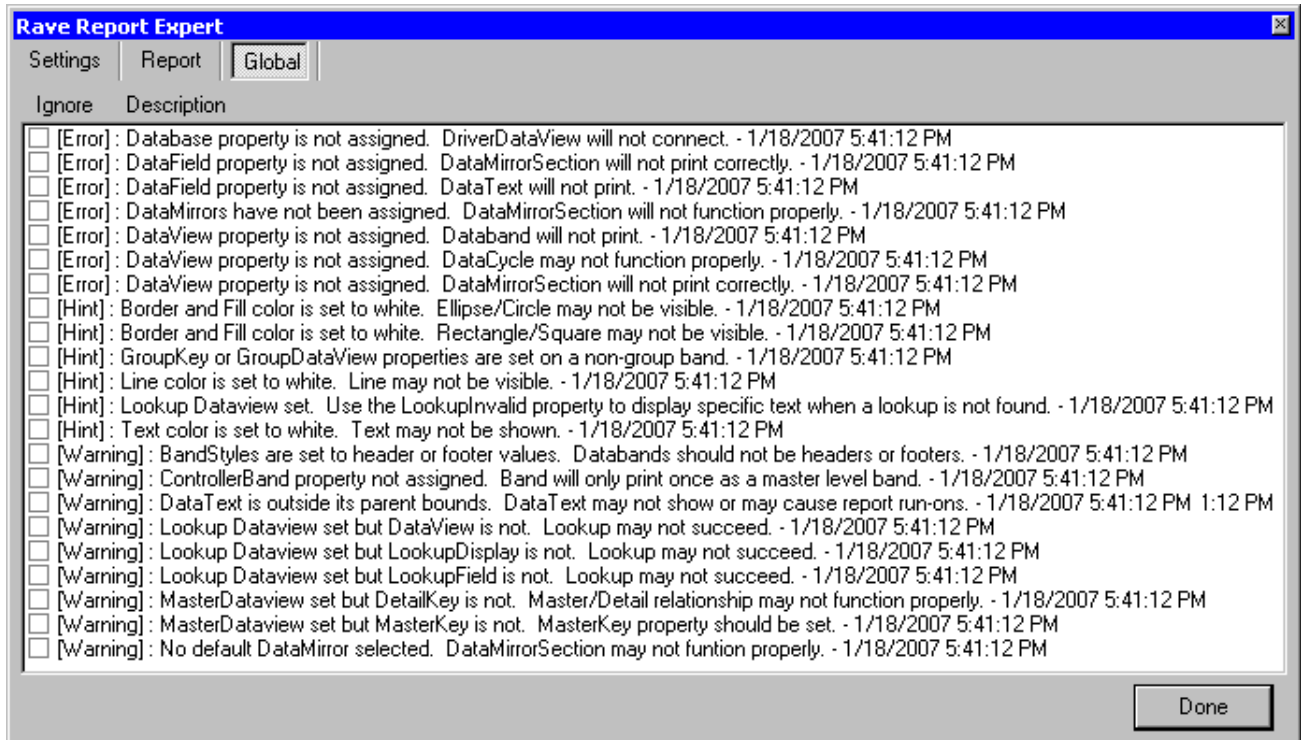 Rave Report Expert
Settings Report Global
Ignore Description
[Error] : Database property is not assigned. DriverDataView will not connect. - 1/18/2007 5:41:12 PM
[Error] : DataField property is not assigned. DataMirrorSection will not print correctly. - 1/18/2007 5:41:12 PM
[Error] : DataField property is not assigned. DataText will not print. - 1/18/2007 5:41:12 PM
[Error] : DataMirrors have not been assigned. DataMirrorSection will not function properly. - 1/18/2007 5:41:12 PM
[Error] : DataView property is not assigned. Databand will not print. - 1/18/2007 5:41:12 PM
[Error] : DataView property is not assigned. DataCycle may not function properly. - 1/18/2007 5:41:12 PM
[Error] : DataView property is not assigned. DataMirrorSection will not print correctly. - 1/18/2007 5:41:12 PM
[Hint] : Border and Fill color is set to white. Ellipse/Circle may not be visible. - 1/18/2007 5:41:12 PM
[Hint] : Border and Fill color is set to white. Rectangle/Square may not be visible. - 1/18/2007 5:41:12 PM
[Hint] : GroupKey or GroupDataView properties are set on a non-group band. - 1/18/2007 5:41:12 PM
[Hint] : Line color is set to white. Line may not be visible. - 1/18/2007 5:41:12 PM
[Hint] : Lookup Dataview set. Use the LookupInvalid property to display specific text when a lookup is not found. - 1/18/2007 5:41:12 PM
[Hint] : Text color is set to white. Text may not be shown. - 1/18/2007 5:41:12 PM
[Warning] : BandStyles are set to header or footer values. Databands should not be headers or footers. - 1/18/2007 5:41:12 PM
[Warning] : ControllerBand property not assigned. Band will only print once as a master level band. - 1/18/2007 5:41:12 PM
[Warning] : DataText is outside its parent bounds. DataText may not show or may cause report run-ons. - 1/18/2007 5:41:12 PM 1:12 PM
[Warning] : Lookup Dataview set but DataView is not. Lookup may not succeed. - 1/18/2007 5:41:12 PM
[Warning] : Lookup Dataview set but LookupDisplay is not. Lookup may not succeed. - 1/18/2007 5:41:12 PM
[Warning] : Lookup Dataview set but LookupField is not. Lookup may not succeed. - 1/18/2007 5:41:12 PM
[Warning] : MasterDataview set but DetailKey is not. Master/Detail relationship may not function properly. - 1/18/2007 5:41:12 PM
[Warning] : MasterDataview set but MasterKey is not. MasterKey property should be set. - 1/18/2007 5:41:12 PM
[Warning] : No default DataMirror selected. DataMirrorSection may not funtion properly. - 1/18/2007 5:41:12 PM
Done